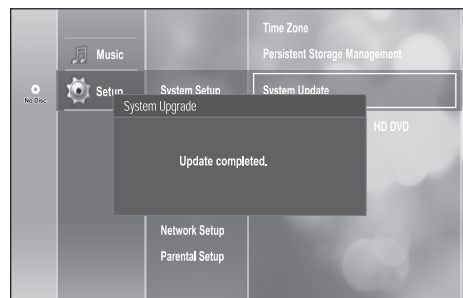 Time Zone
Music
Persistent Storage Management
No Disc
Setup
System Setup
System Update
System Upgrade
HD DVD
Update completed.
Network Setup
Parental Setup